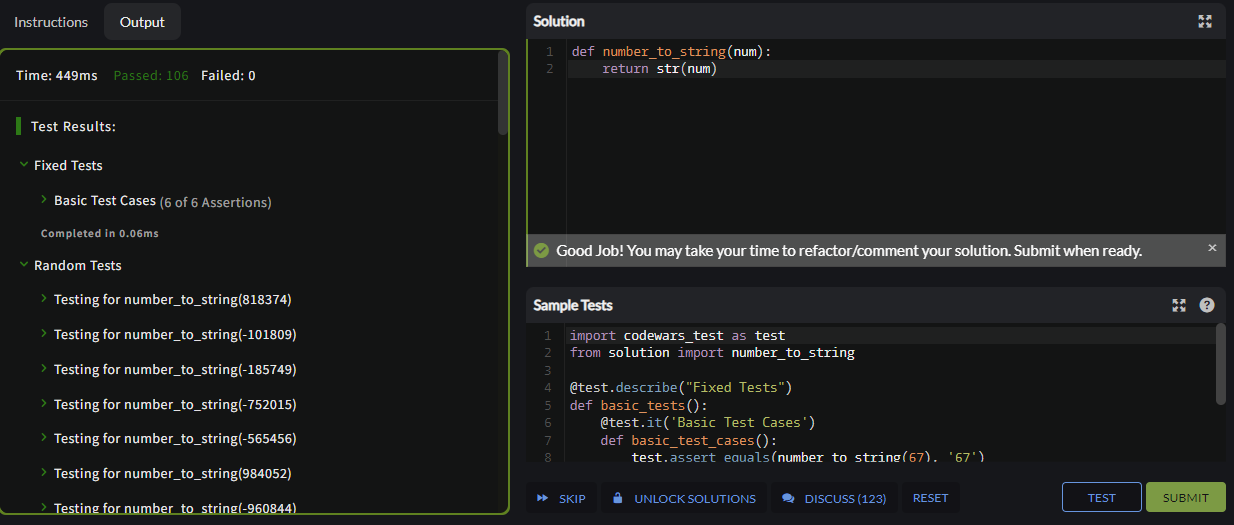 Instructions
Output
Time: 449ms Passed: 106 Failed: 0
Test Results:
Fixed Tests
Basic Test Cases (6 of 6 Assertions)
Completed in 0.06ms
Random Tests
Testing for number_to_string(818374)
Testing for number_to_string(-101809)
Testing for number_to_string(-185749)
Testing for number_to_string(-752015)
Testing for number_to_string(-565456)
Testing for number_to_string(984052)
Testing for number_to_string(-960844)
Solution
1 def number_to_string(num):
2     return str(num)
Good Job! You may take your time to refactor/comment your solution. Submit when ready.
Sample Tests
1 import codewars_test as test
2 from solution import number_to_string
3
4 @test.describe("Fixed Tests")
5 def basic_tests():
6     @test.it('Basic Test Cases')
7     def basic_test_cases():
8         test.assert_equals(number_to_string(67), '67')
SKIP
UNLOCK SOLUTIONS
DISCUSS (123)
RESET
TEST
SUBMIT